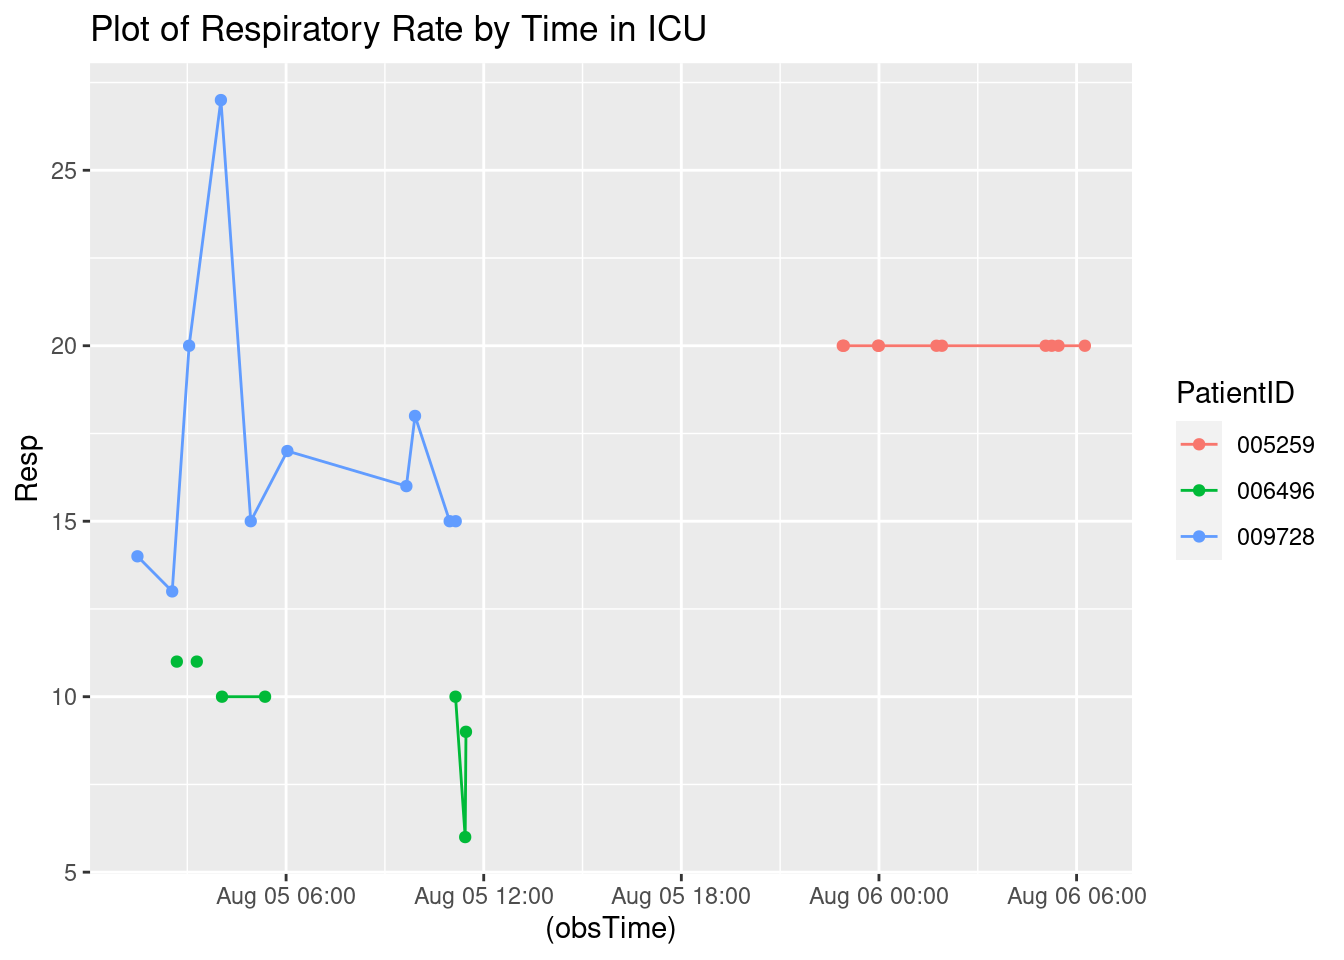 Plot of Respiratory Rate by Time in ICU
25
20
15
10
5
Resp
Aug 05 06:00
Aug 05 12:00
Aug 05 18:00
Aug 06 00:00
Aug 06 06:00
(obsTime)
PatientID
005259
006496
009728